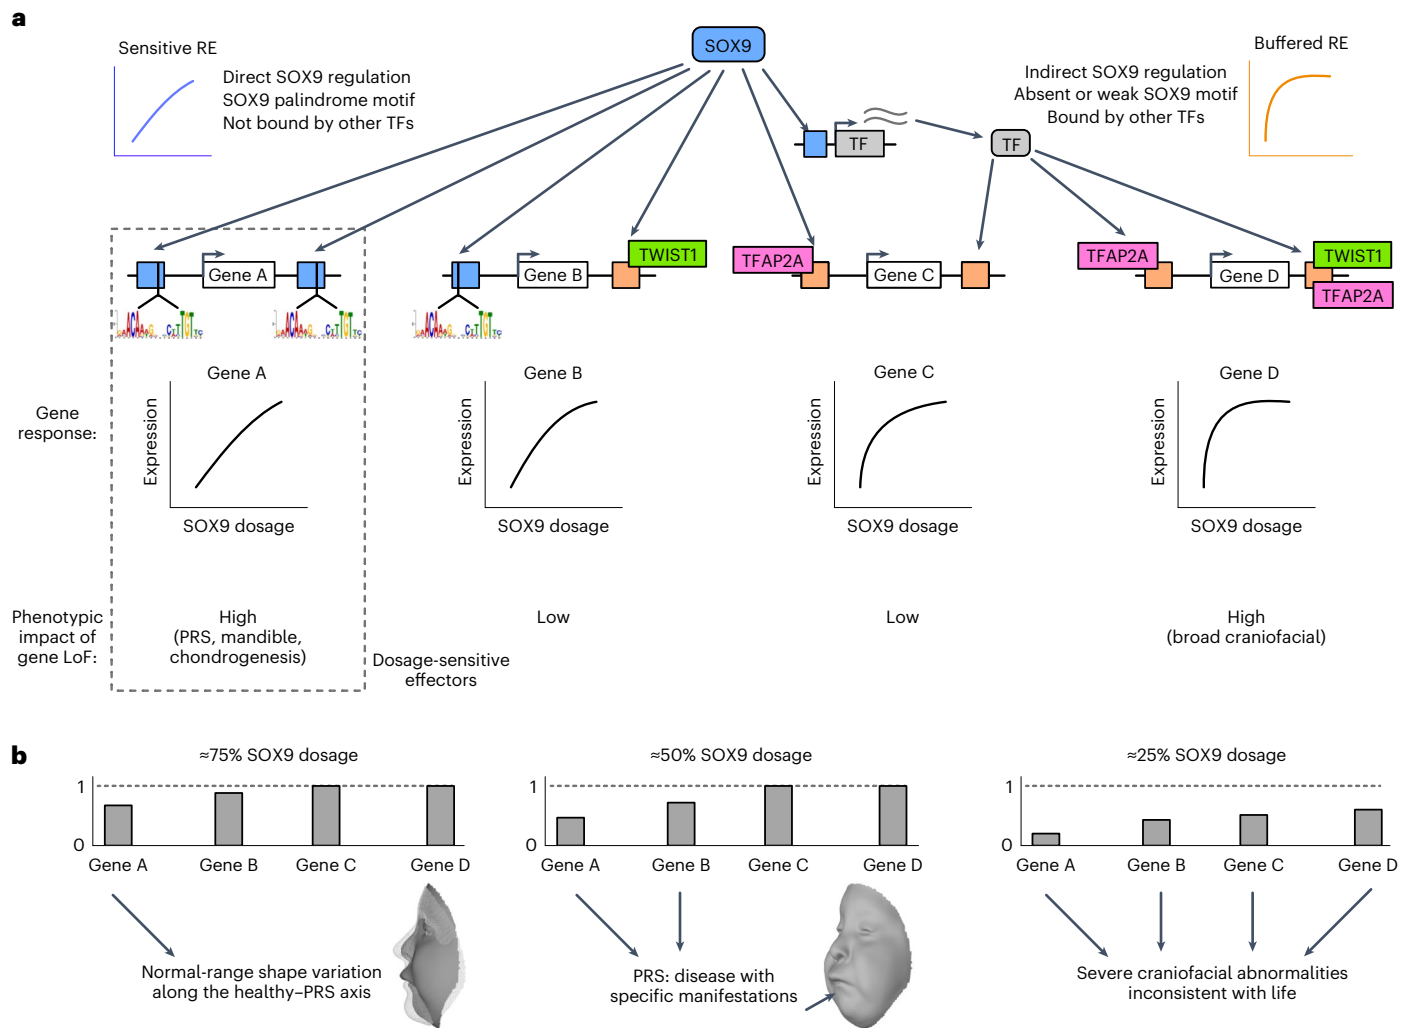 a
Sensitive RE
Direct SOX9 regulation
SOX9 palindrome motif
Not bound by other TFs
SOX9
Buffered RE
Indirect SOX9 regulation
Absent or weak SOX9 motif
Bound by other TFs
TF
TF
Gene A
Gene B
TWIST1
TFAP2A
Gene C
TFAP2A
Gene D
TWIST1
TFAP2A
Gene response:
Gene A
Expression
SOX9 dosage
Gene B
Expression
SOX9 dosage
Gene C
Expression
SOX9 dosage
Gene D
Expression
SOX9 dosage
Phenotypic
impact of
gene LoF:
High
(PRS, mandible,
chondrogenesis)
Low
Low
High
(broad craniofacial)
Dosage-sensitive
effectors
b
≈75% SOX9 dosage
1
0
Gene A Gene B Gene C Gene D
Normal-range shape variation
along the healthy–PRS axis
≈50% SOX9 dosage
1
0
Gene A Gene B Gene C Gene D
PRS: disease with
specific manifestations
≈25% SOX9 dosage
1
0
Gene A Gene B Gene C Gene D
Severe craniofacial abnormalities
inconsistent with life